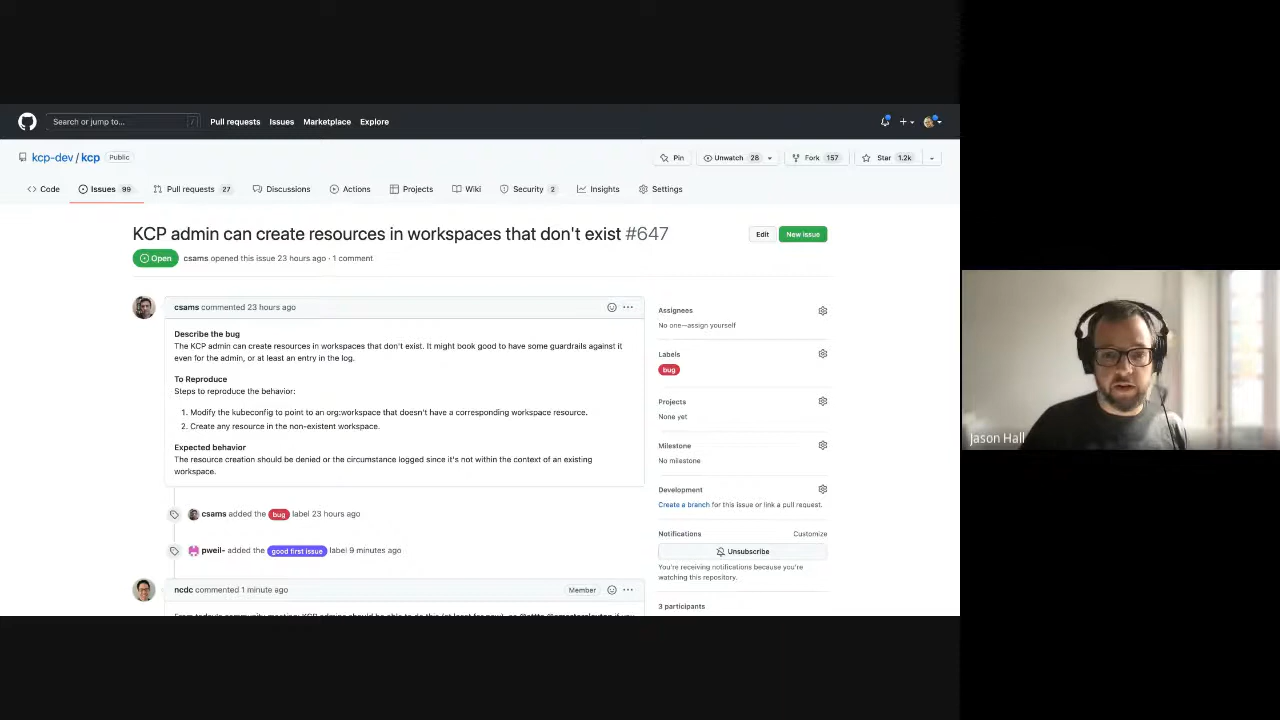 Search or jump to... /
Pull requests Issues Marketplace Explore
kcp-dev / kcp Public
Pin Unwatch 28 Fork 157 Star 1.2k
Code Issues 99 Pull requests 27 Discussions Actions Projects Wiki Security 2 Insights Settings
KCP admin can create resources in workspaces that don't exist #647
Edit New issue
Open csams opened this issue 23 hours ago · 1 comment
csams commented 23 hours ago
Describe the bug
The KCP admin can create resources in workspaces that don't exist. It might book good to have some guardrails against it
even for the admin, or at least an entry in the log.
To Reproduce
Steps to reproduce the behavior:
1. Modify the kubeconfig to point to an org:workspace that doesn't have a corresponding workspace resource.
2. Create any resource in the non-existent workspace.
Expected behavior
The resource creation should be denied or the circumstance logged since it's not within the context of an existing
workspace.
csams added the bug label 23 hours ago
pweil- added the good first issue label 9 minutes ago
ncdc commented 1 minute ago Member
Assignees
No one—assign yourself
Labels
bug
Projects
None yet
Milestone
No milestone
Development
Create a branch for this issue or link a pull request.
Notifications Customize
Unsubscribe
You're receiving notifications because you're
watching this repository.
3 participants
Jason Hall